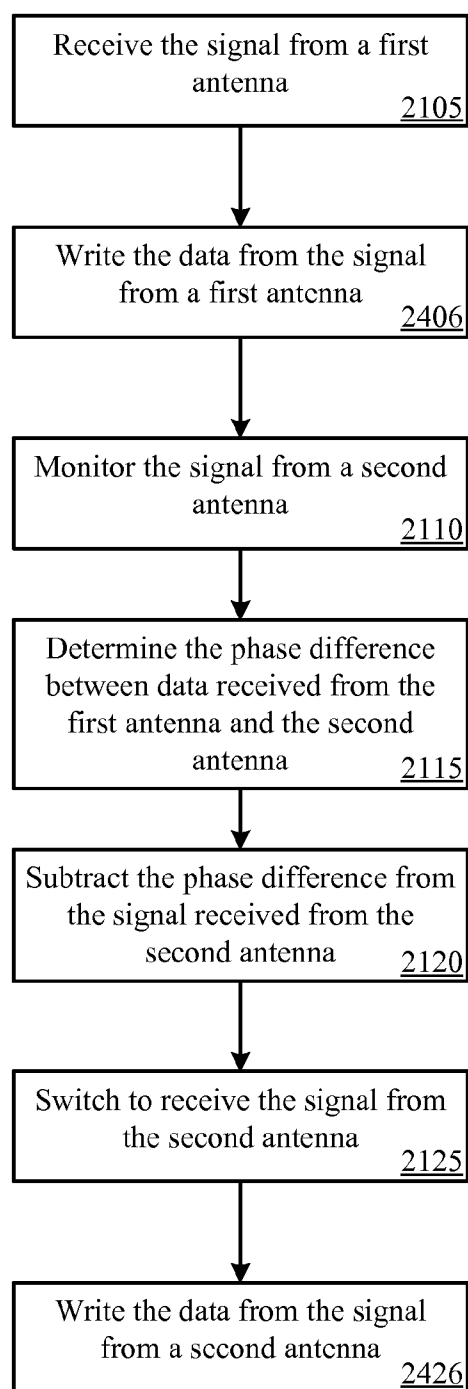 Receive the signal from a first
antenna
2105
Write the data from the signal
from a first antenna
2406
Monitor the signal from a second
antenna
2110
Determine the phase difference
between data received from the
first antenna and the second
antenna
2115
Subtract the phase difference from
the signal received from the
second antenna
2120
Switch to receive the signal from
the second antenna
2125
Write the data from the signal
from a second antenna
2426